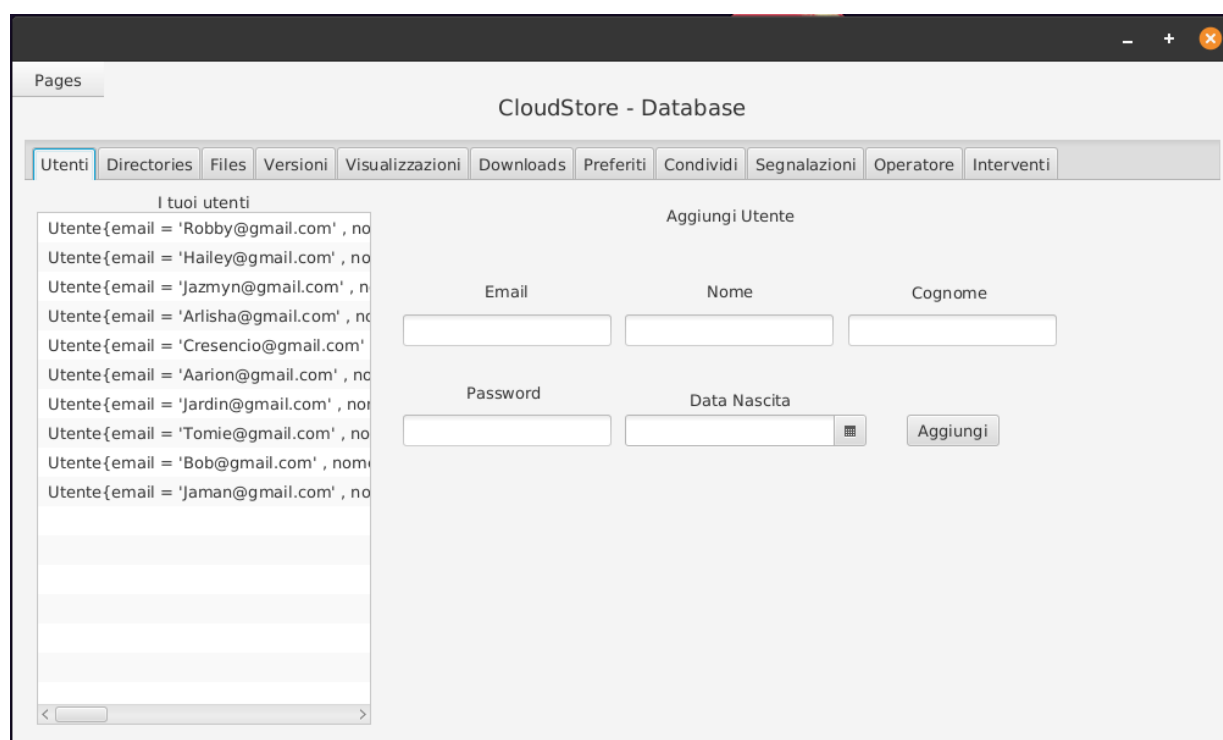 Pages
CloudStore - Database
Utenti Directories Files Versioni Visualizzazioni Downloads Preferiti Condividi Segnalazioni Operatore Interventi
I tuoi utenti
Utente{email = 'Robby@gmail.com' , no
Utente{email = 'Hailey@gmail.com' , no
Utente{email = 'Jazmyn@gmail.com' , n
Utente{email = 'Arlisha@gmail.com' , no
Utente{email = 'Cresencio@gmail.com'
Utente{email = 'Aarion@gmail.com' , no
Utente{email = 'Jardin@gmail.com' , nor
Utente{email = 'Tomie@gmail.com' , no
Utente{email = 'Bob@gmail.com' , nome
Utente{email = 'Jaman@gmail.com' , no
Aggiungi Utente
Email Nome Cognome
Password Data Nascita
Aggiungi